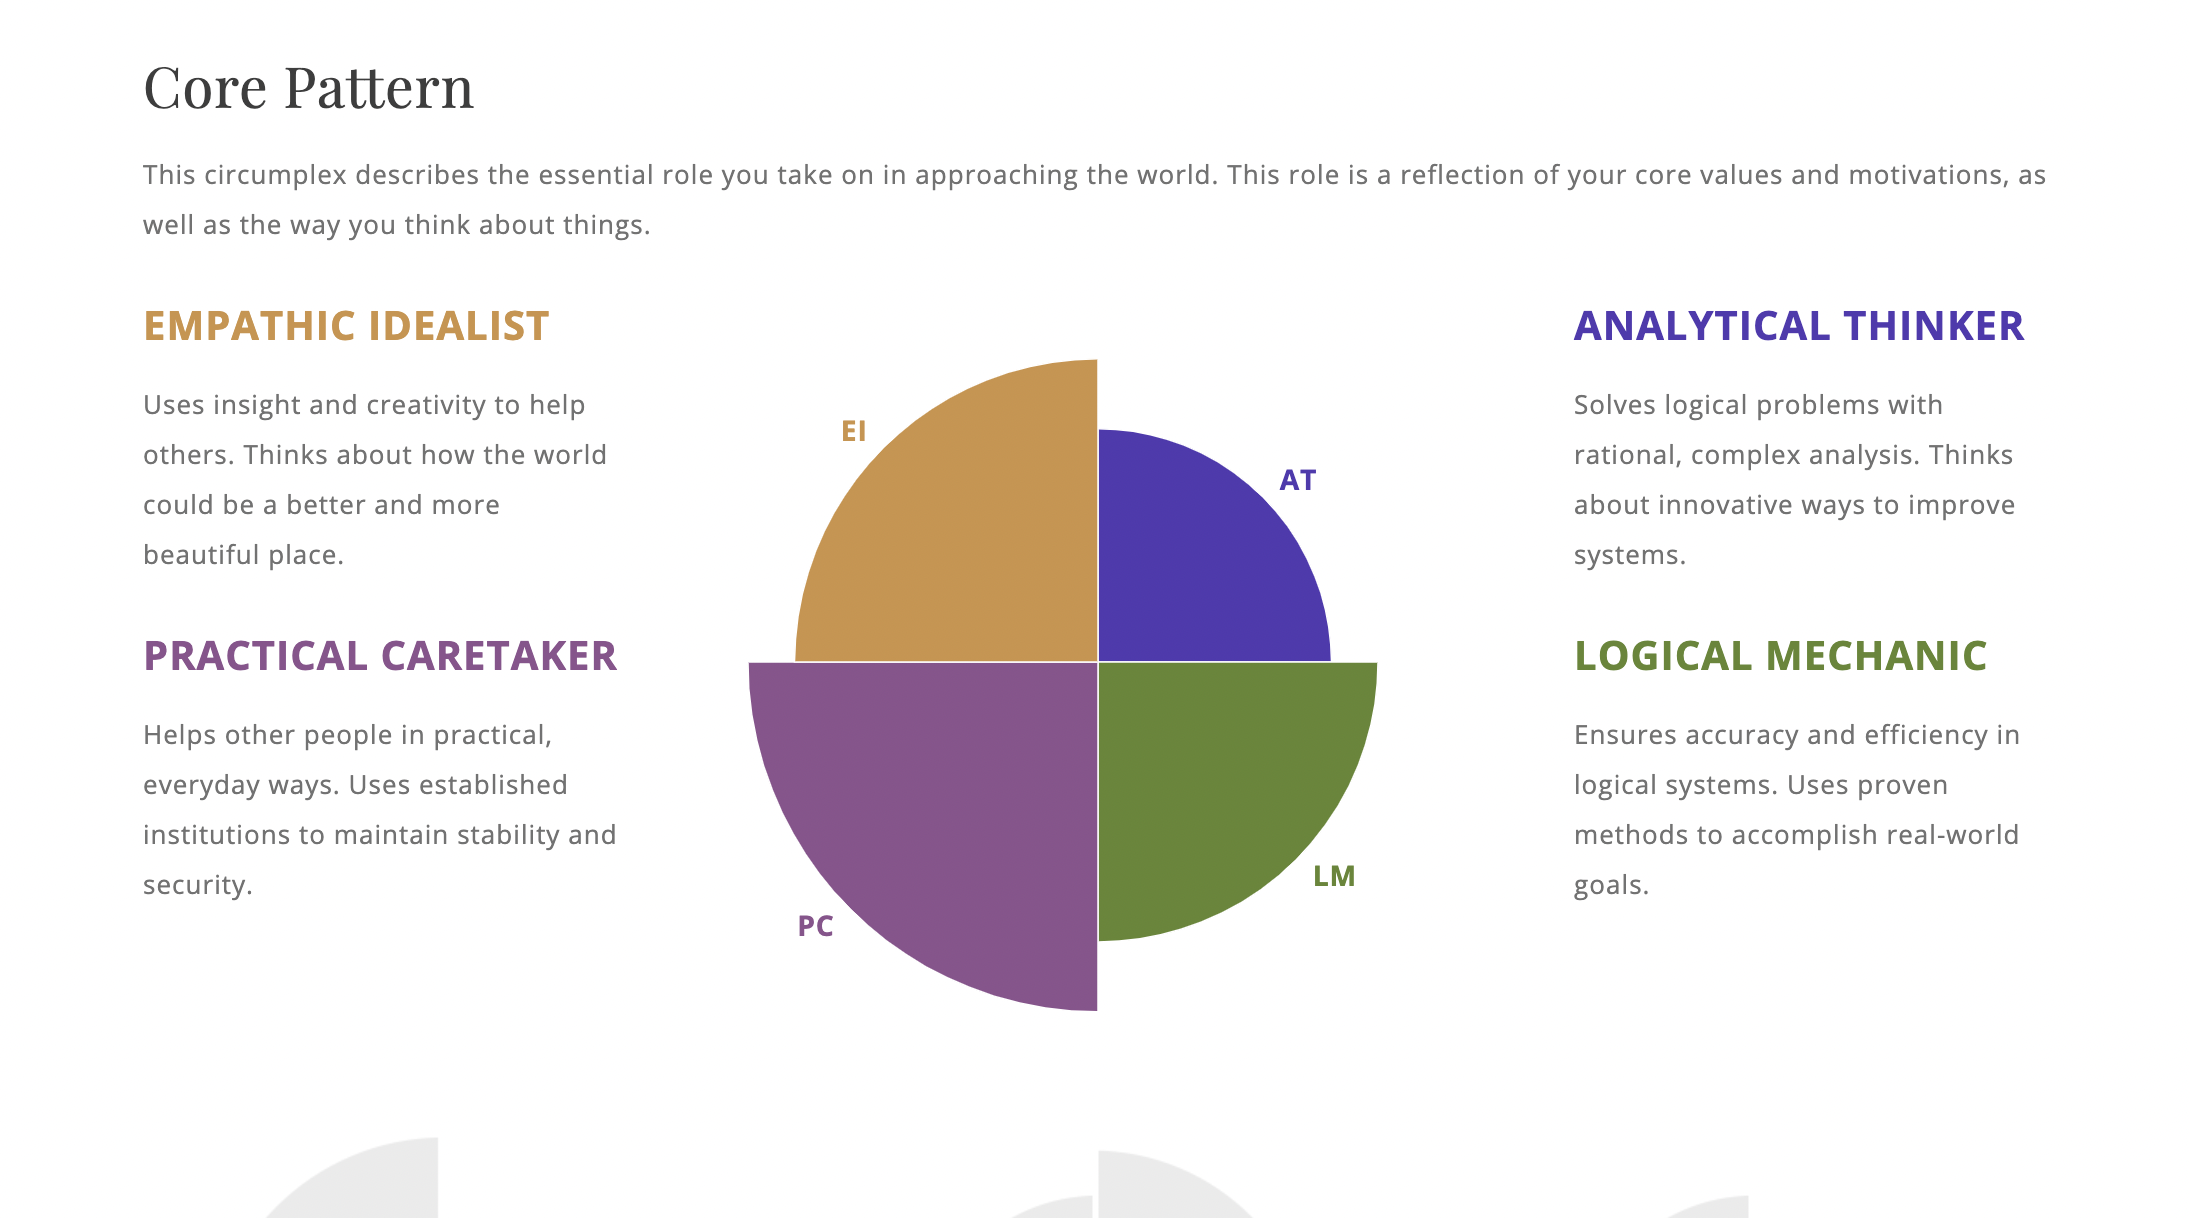 Core Pattern
This circumplex describes the essential role you take on in approaching the world. This role is a reflection of your core values and motivations, as
well as the way you think about things.
EMPATHIC IDEALIST
Uses insight and creativity to help
others. Thinks about how the world
could be a better and more
beautiful place.
PRACTICAL CARETAKER
Helps other people in practical,
everyday ways. Uses established
institutions to maintain stability and
security.
EI
AT
PC
LM
ANALYTICAL THINKER
Solves logical problems with
rational, complex analysis. Thinks
about innovative ways to improve
systems.
LOGICAL MECHANIC
Ensures accuracy and efficiency in
logical systems. Uses proven
methods to accomplish real-world
goals.